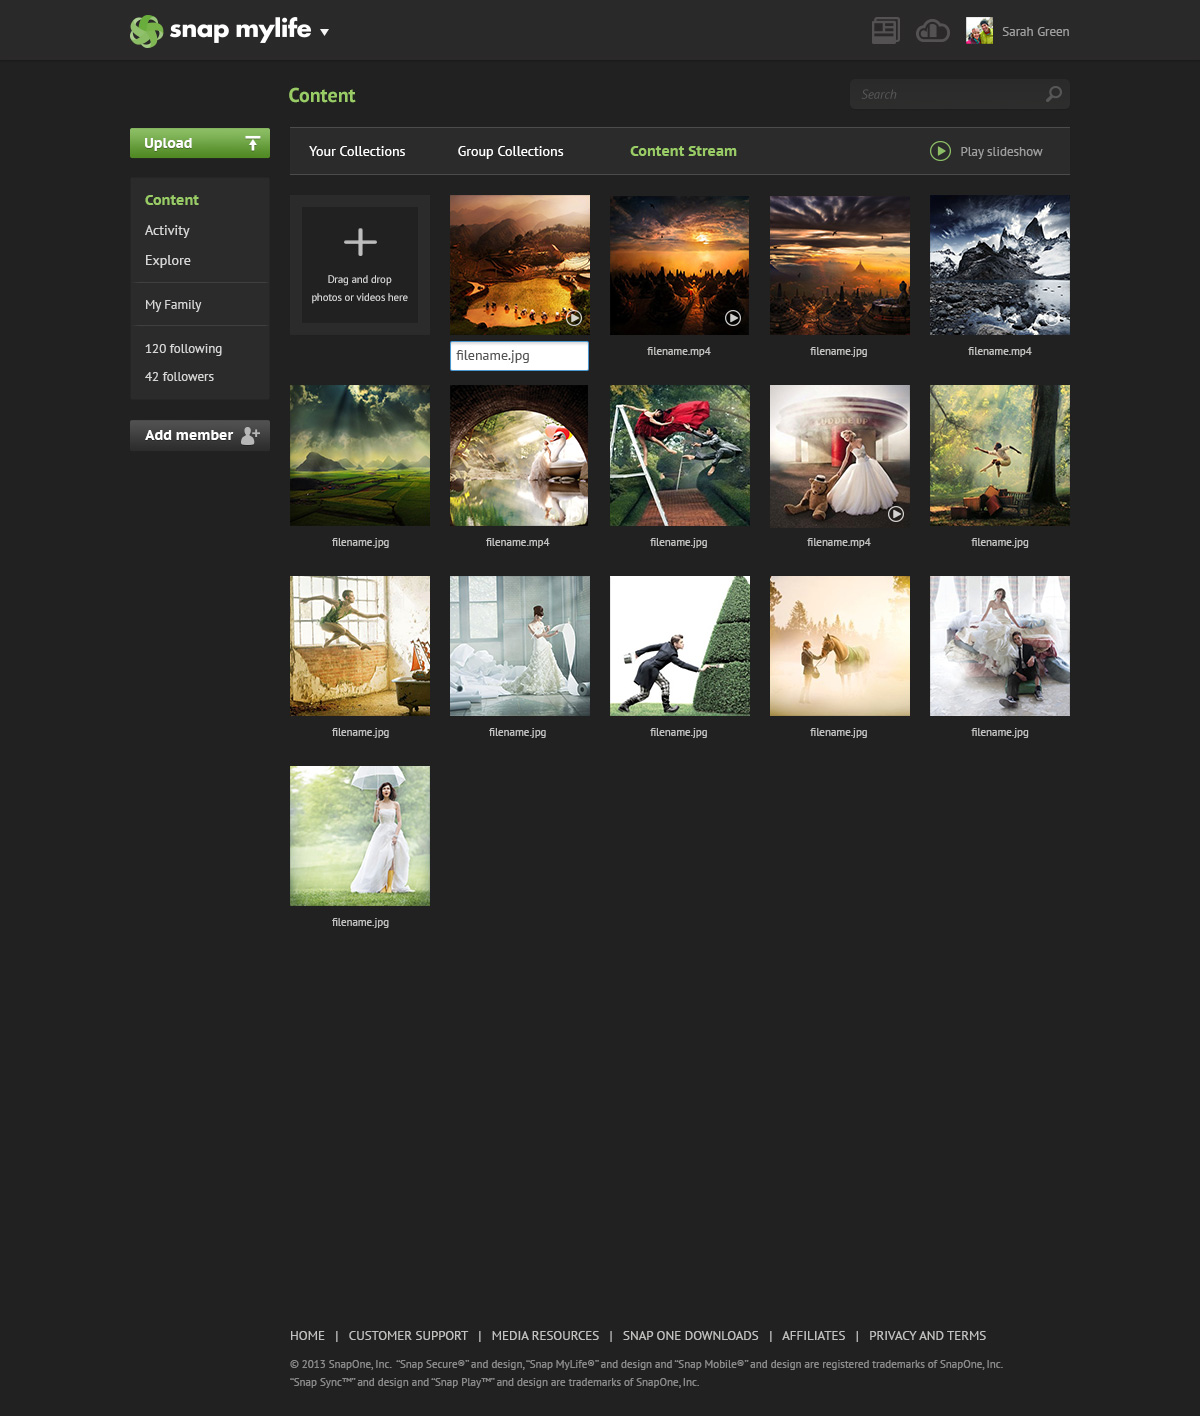 snap mylife
Sarah Green
Content
Search
Upload
Your Collections
Group Collections
Content Stream
Play slideshow
Content
Activity
Explore
My Family
120 following
42 followers
Add member
Drag and drop
photos or videos here
filename.jpg
filename.mp4
filename.jpg
filename.mp4
filename.jpg
filename.mp4
filename.jpg
filename.mp4
filename.jpg
filename.jpg
filename.jpg
filename.jpg
filename.jpg
filename.jpg
filename.jpg
HOME | CUSTOMER SUPPORT | MEDIA RESOURCES | SNAP ONE DOWNLOADS | AFFILIATES | PRIVACY AND TERMS
© 2013 SnapOne, Inc. “Snap Secure®” and design, “Snap MyLife®” and design and “Snap Mobile®” and design are registered trademarks of SnapOne, Inc.
“Snap Sync™” and design and “Snap Play™” and design are trademarks of SnapOne, Inc.